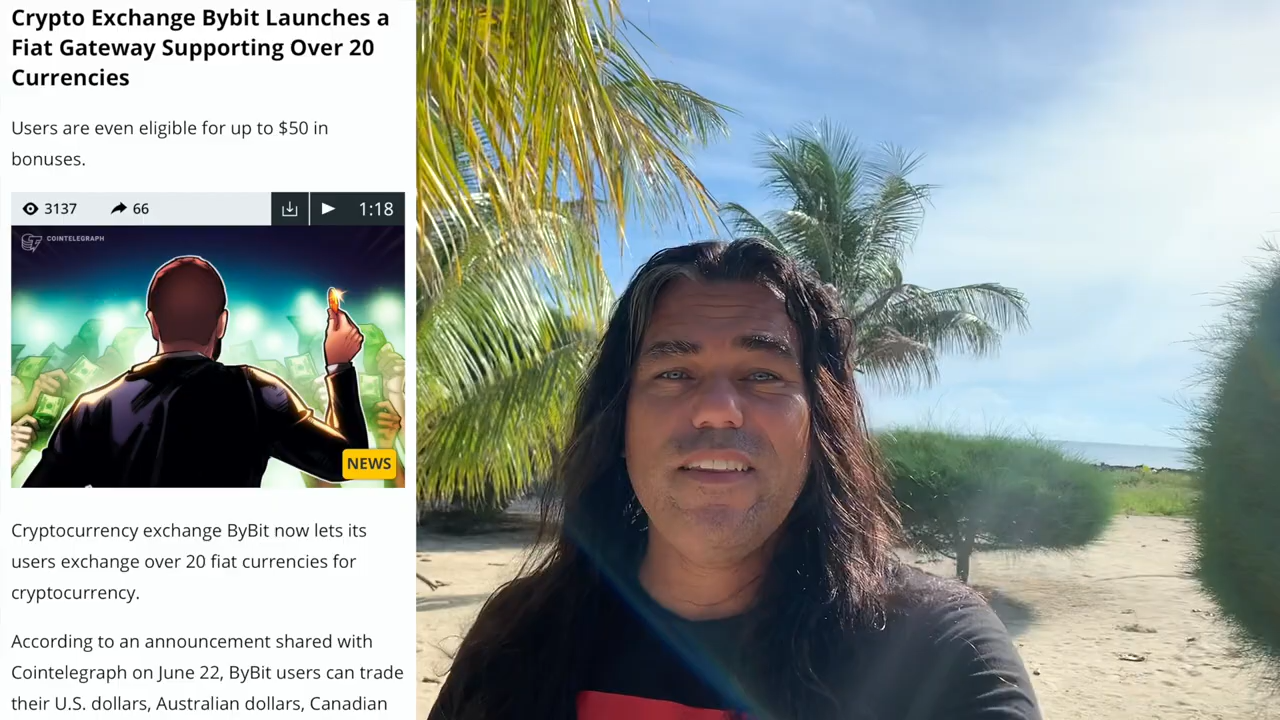 Crypto Exchange Bybit Launches a
Fiat Gateway Supporting Over 20
Currencies
Users are even eligible for up to $50 in
bonuses.
3137 66 1:18
COINTELEGRAPH
NEWS
Cryptocurrency exchange ByBit now lets its
users exchange over 20 fiat currencies for
cryptocurrency.
According to an announcement shared with
Cointelegraph on June 22, ByBit users can trade
their U.S. dollars, Australian dollars, Canadian